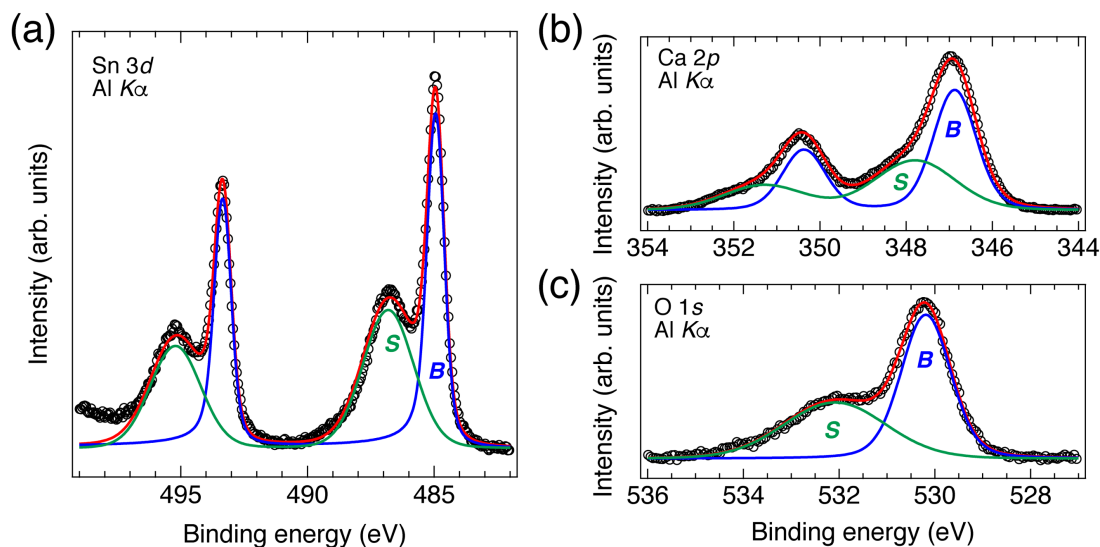 (a)
Sn 3d
Al Kα
S
B
Intensity (arb. units)
495 490 485
Binding energy (eV)
(b)
Ca 2p
Al Kα
B
S
Intensity (arb. units)
354 352 350 348 346 344
(c)
O 1s
Al Kα
B
S
Intensity (arb. units)
536 534 532 530 528
Binding energy (eV)